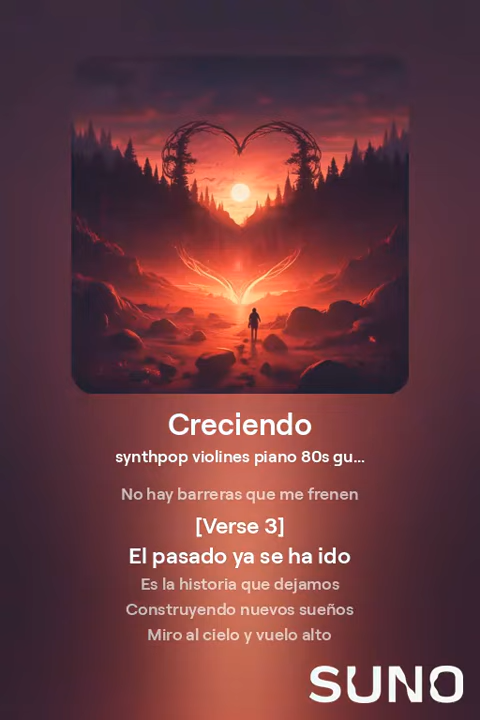 Creciendo
synthpop violines piano 80s gu...
No hay barreras que me frenen
[Verse 3]
El pasado ya se ha ido
Es la historia que dejamos
Construyendo nuevos sueños
Miro al cielo y vuelo alto
SUNO